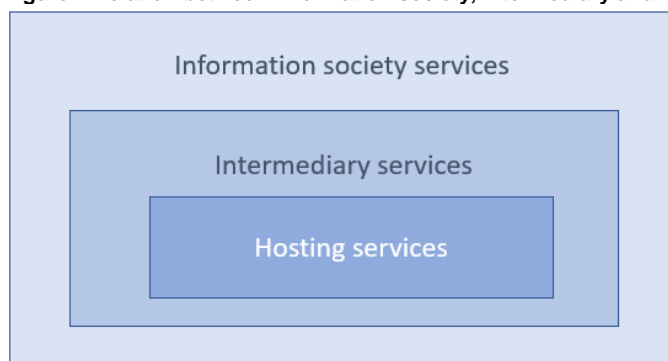 Information society services
Intermediary services
Hosting services